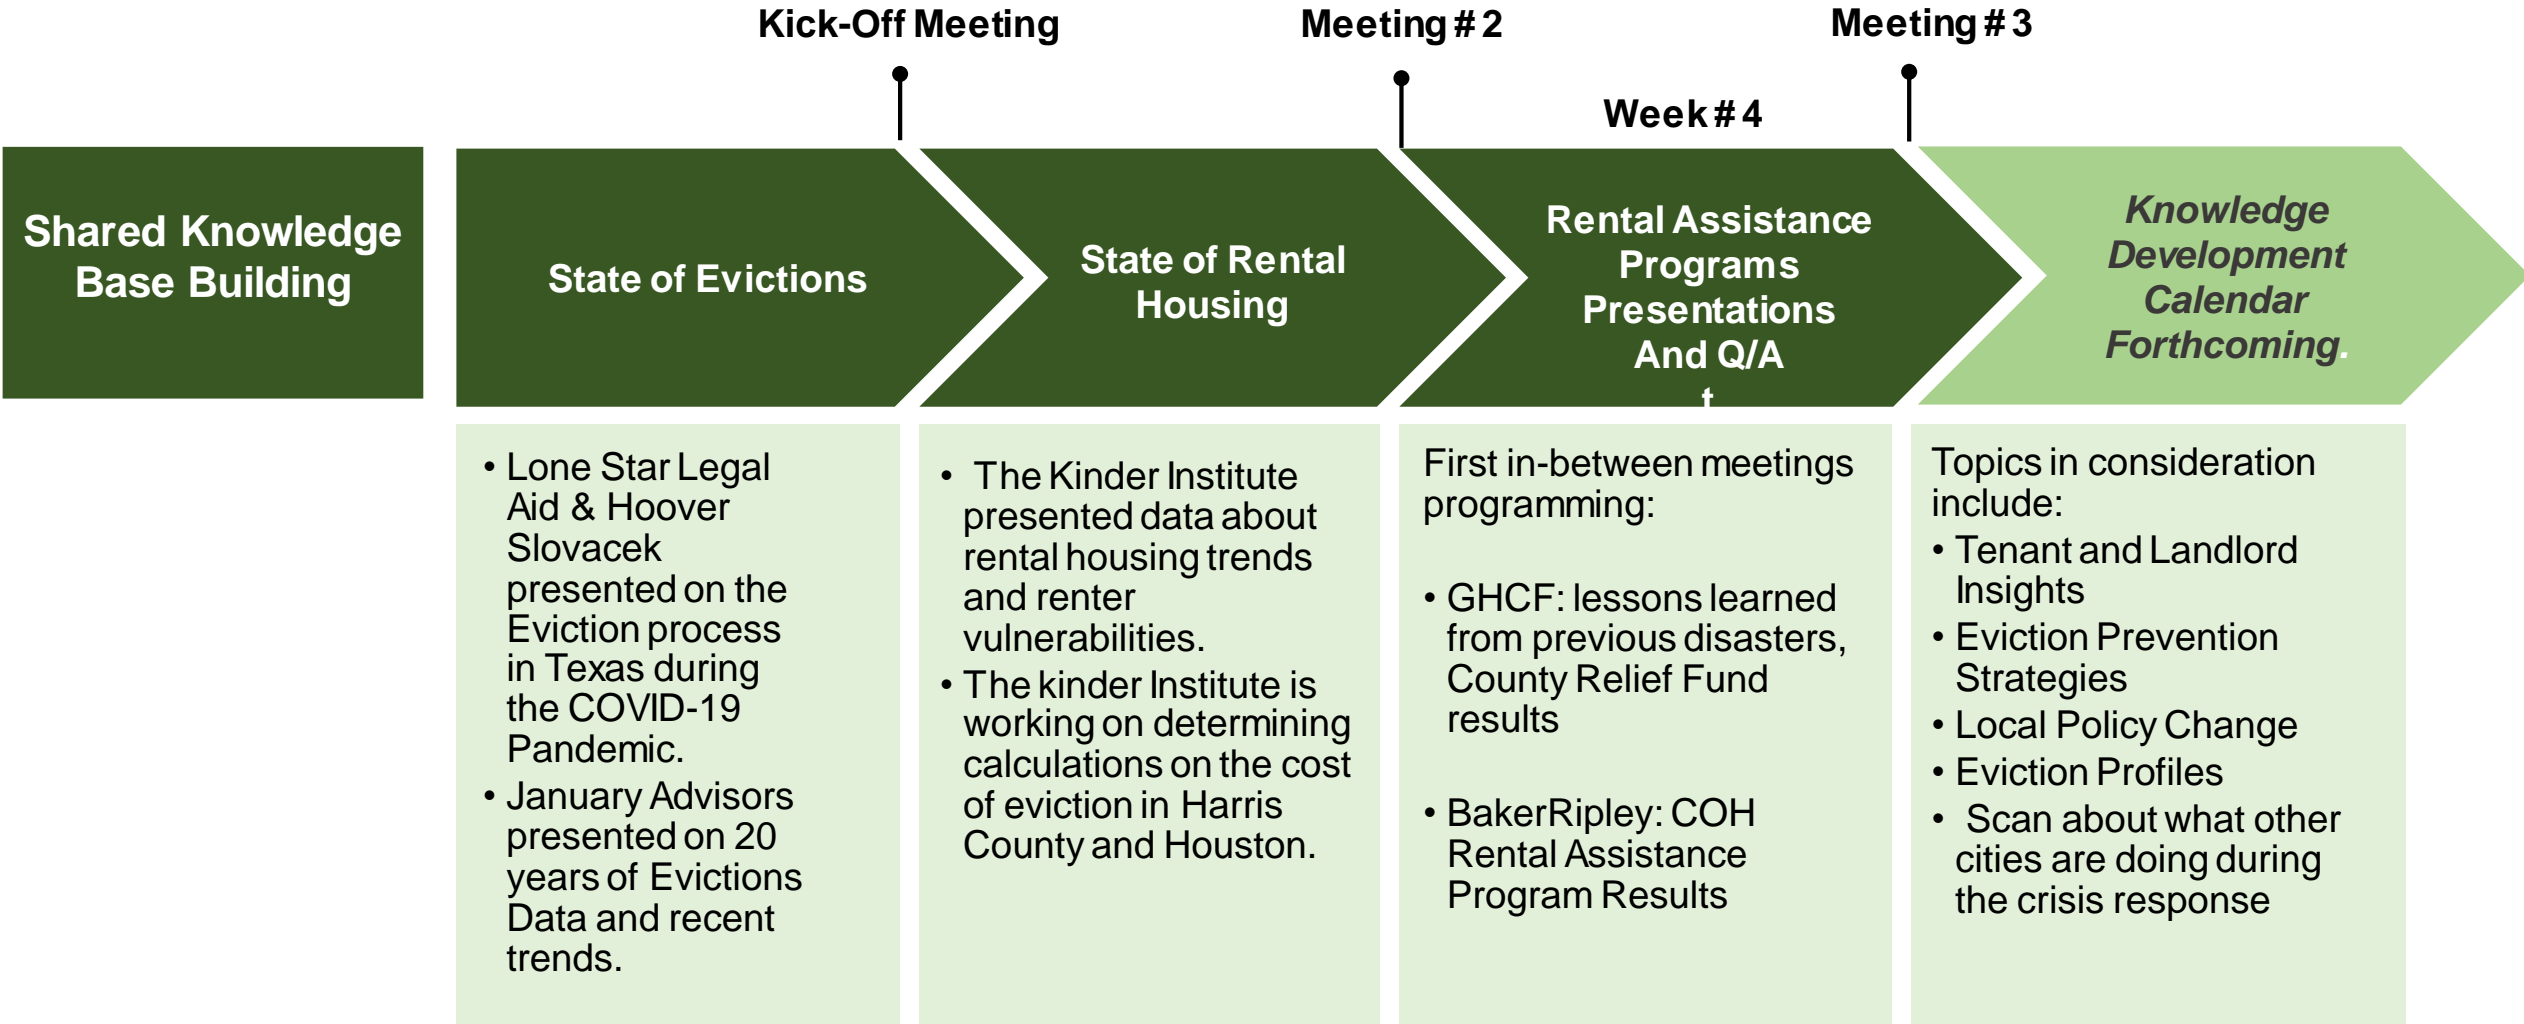 Kick-Off Meeting
Meeting # 2
Meeting # 3
Week # 4
Shared Knowledge
Base Building
State of Evictions
State of Rental
Housing
Rental Assistance
Programs
Presentations
And Q/A
t
Knowledge
Development
Calendar
Forthcoming.
• Lone Star Legal
Aid & Hoover
Slovacek
presented on the
Eviction process
in Texas during
the COVID-19
Pandemic.
• January Advisors
presented on 20
years of Evictions
Data and recent
trends.
• The Kinder Institute
presented data about
rental housing trends
and renter
vulnerabilities.
• The kinder Institute is
working on determining
calculations on the cost
of eviction in Harris
County and Houston.
First in-between meetings
programming:
• GHCF: lessons learned
from previous disasters,
County Relief Fund
results
• BakerRipley: COH
Rental Assistance
Program Results
Topics in consideration
include:
• Tenant and Landlord
Insights
• Eviction Prevention
Strategies
• Local Policy Change
• Eviction Profiles
• Scan about what other
cities are doing during
the crisis response